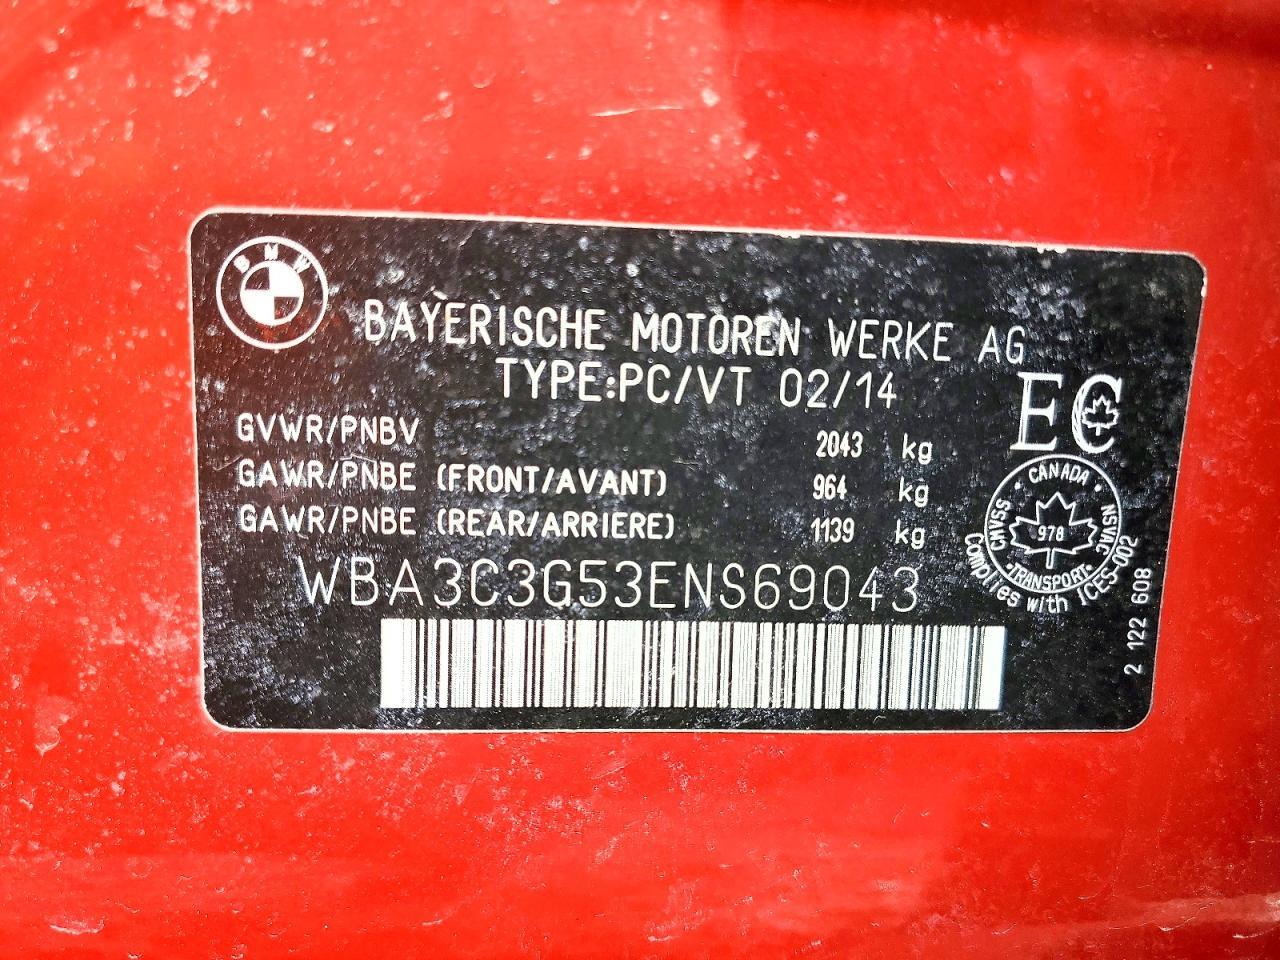 BMW
BAYERISCHE MOTOREN WERKE AG
TYPE:PC/VT 02/14
GVWR/PNBV 2043 kg
GAWR/PNBE (FRONT/AVANT) 964 kg
GAWR/PNBE (REAR/ARRIERE) 1139 kg
WBA3C3G53ENS69043
EC
CANADA
CMVSS
NSVAC
978
TRANSPORT
Complies with ICES-002
2 122 608